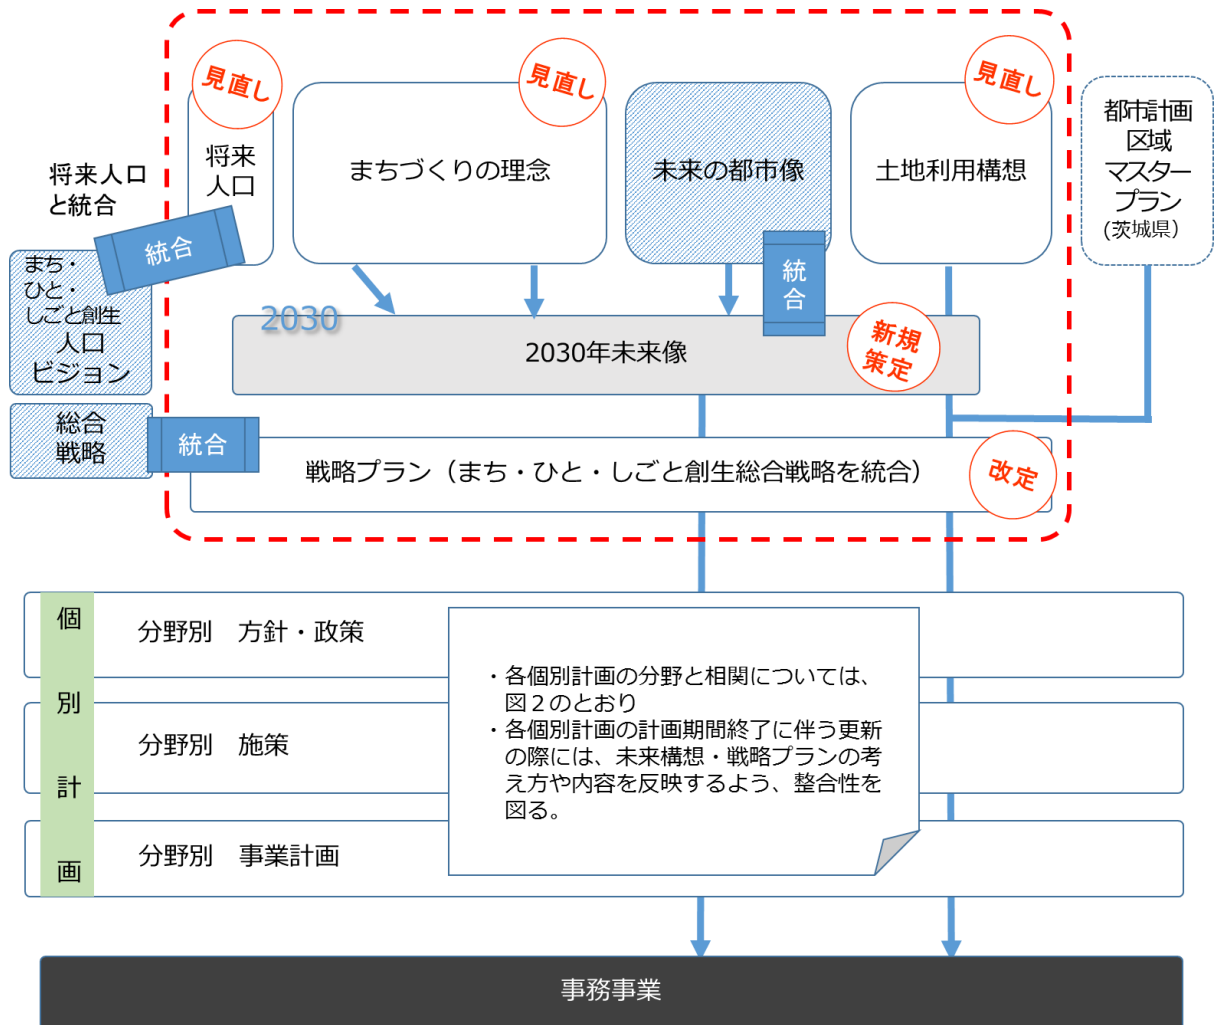 見直し
将来
人口
見直し
まちづくりの理念
未来の都市像
見直し
土地利用構想
都市計画
区域
マスター
プラン
(茨城県)
将来人口
と統合
統合
まち・
ひと・
しごと創生
人口
ビジョン
統合
2030
2030年未来像
新規
策定
総合
戦略
統合
戦略プラン（まち・ひと・しごと創生総合戦略を統合）
改定
個別計画
分野別　方針・政策
分野別　施策
分野別　事業計画
・各個別計画の分野と相関については、
図２のとおり
・各個別計画の計画期間終了に伴う更新
の際には、未来構想・戦略プランの考
え方や内容を反映するよう、整合性を
図る。
事務事業